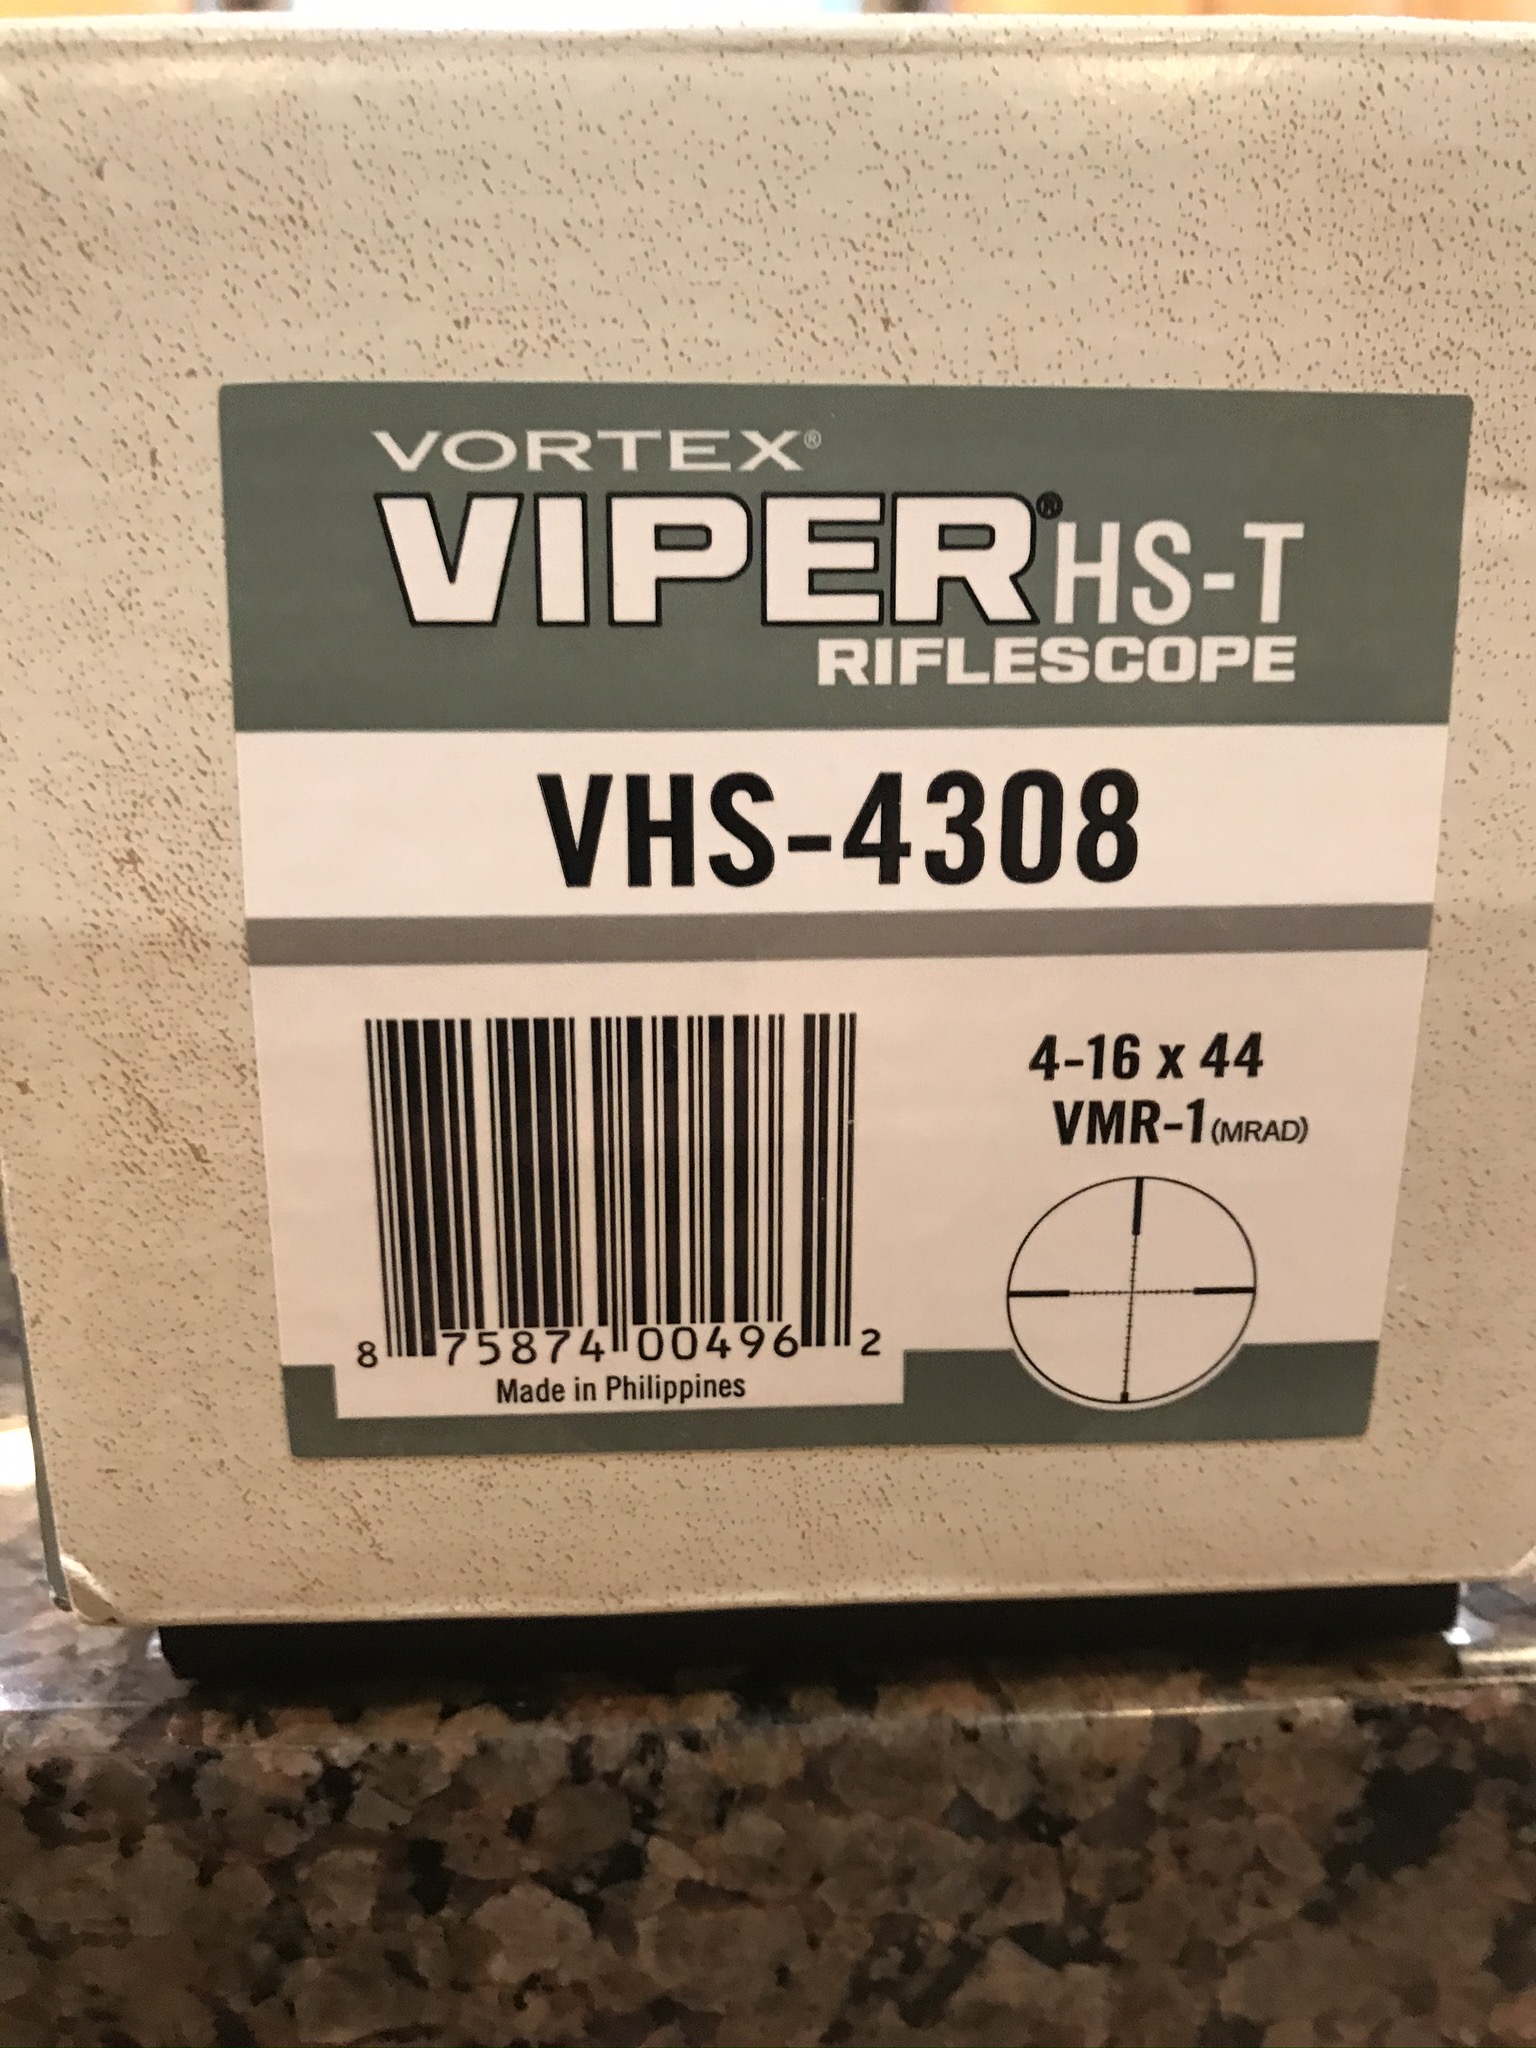 VORTEX®
VIPER® HS-T
RIFLESCOPE
VHS-4308
4-16 x 44
VMR-1 (MRAD)
8 75874 00496 2
Made in Philippines